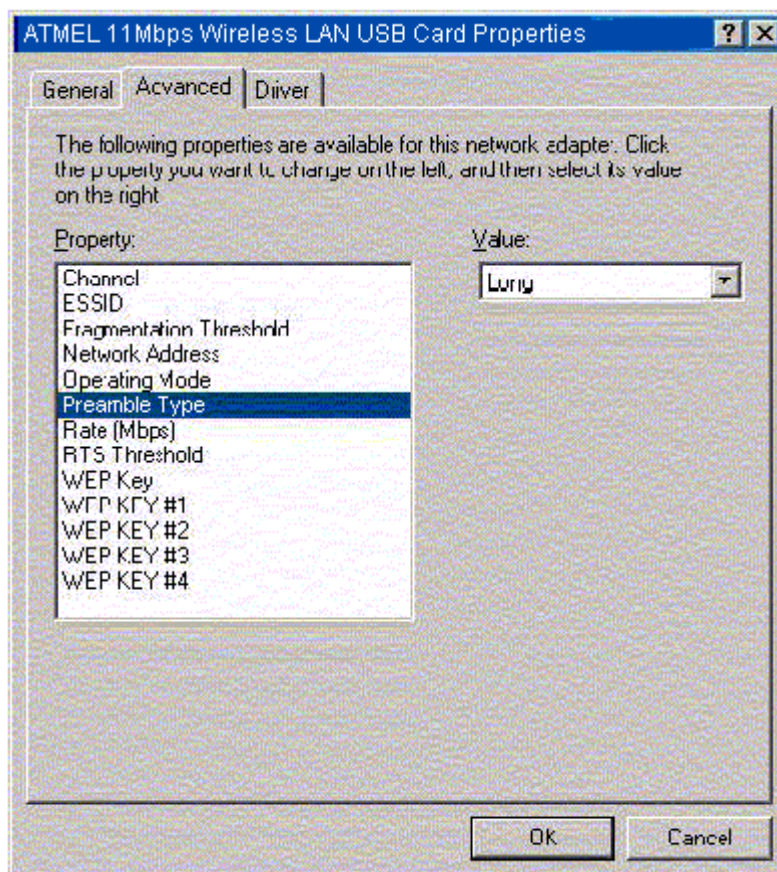 ATMEL 11Mbps Wireless LAN USB Card Properties
General Advanced Driver
The following properties are available for this network adapter. Click
the property you want to change on the left, and then select its value
on the right
Property: Value:
Channel Long
ESSID
Fragmentation Threshold
Network Address
Operating Mode
Preamble Type
Rate (Mbps)
RTS Threshold
WEP Key
WEP KEY #1
WEP KEY #2
WEP KEY #3
WEP KEY #4
OK Cancel